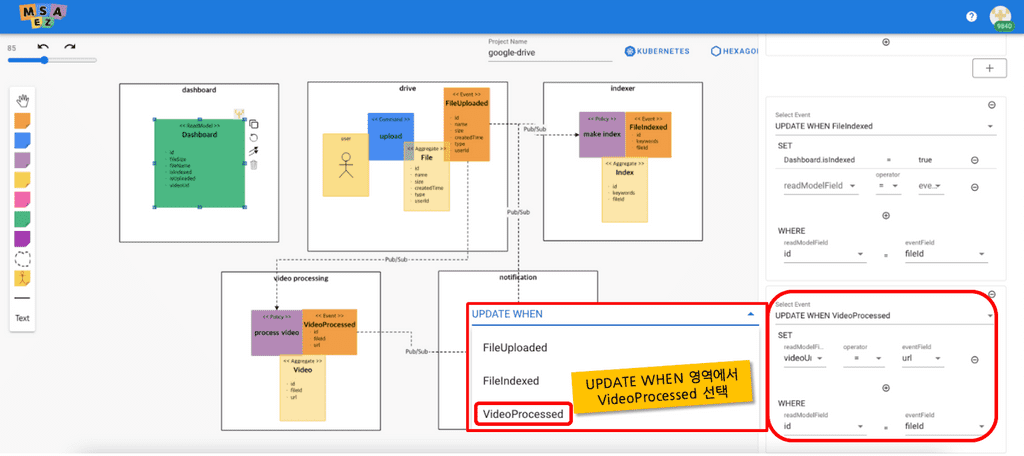 MSA
EZ
9840
85
Project Name
google-drive
KUBERNETES
HEXAGO
dashboard
<< ReadModel >>
Dashboard
id
fileSize
fileName
isIndexed
isUploaded
videoUrl
drive
<< Event >>
FileUploaded
id
name
size
createdTime
type
userId
<< Command >>
upload
user
<< Aggregate >>
File
id
name
size
createdTime
type
userId
Pub/Sub
indexer
<< Policy >>
make index
<< Event >>
FileIndexed
id
keywords
fileId
<< Aggregate >>
Index
id
keywords
fileId
Pub/Sub
Pub/Sub
video processing
<< Policy >>
process video
<< Event >>
VideoProcessed
id
fileId
url
<< Aggregate >>
Video
id
fileId
url
Pub/Sub
notification
UPDATE WHEN
FileUploaded
FileIndexed
VideoProcessed
UPDATE WHEN 영역에서
VideoProcessed 선택
Text
Select Event
UPDATE WHEN FileIndexed
SET
Dashboard.isIndexed = true
operator
readModelField = eve..
WHERE
readModelField eventField
id = fileId
Select Event
UPDATE WHEN VideoProcessed
SET
readModelFi... operator eventField
videoU = url
WHERE
readModelField eventField
id = fileId